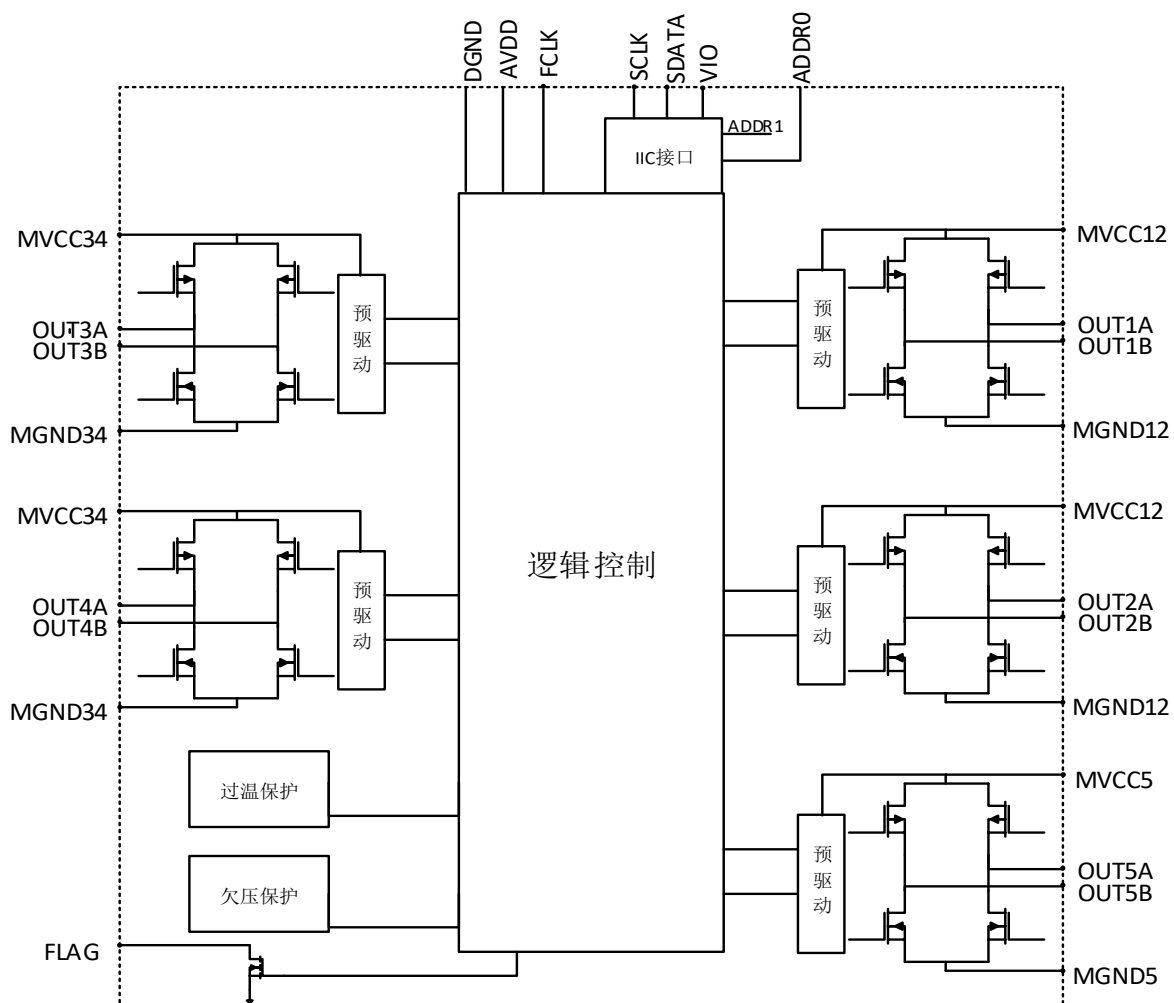 DGND
AVDD
FCLK
SCLK
SDATA
VIO
ADDR0
ADDR1
IIC接口
MVCC34
预驱动
OUT3A
OUT3B
MGND34
MVCC12
预驱动
OUT1A
OUT1B
MGND12
逻辑控制
MVCC34
预驱动
OUT4A
OUT4B
MGND34
MVCC12
预驱动
OUT2A
OUT2B
MGND12
过温保护
欠压保护
FLAG
MVCC5
预驱动
OUT5A
OUT5B
MGND5